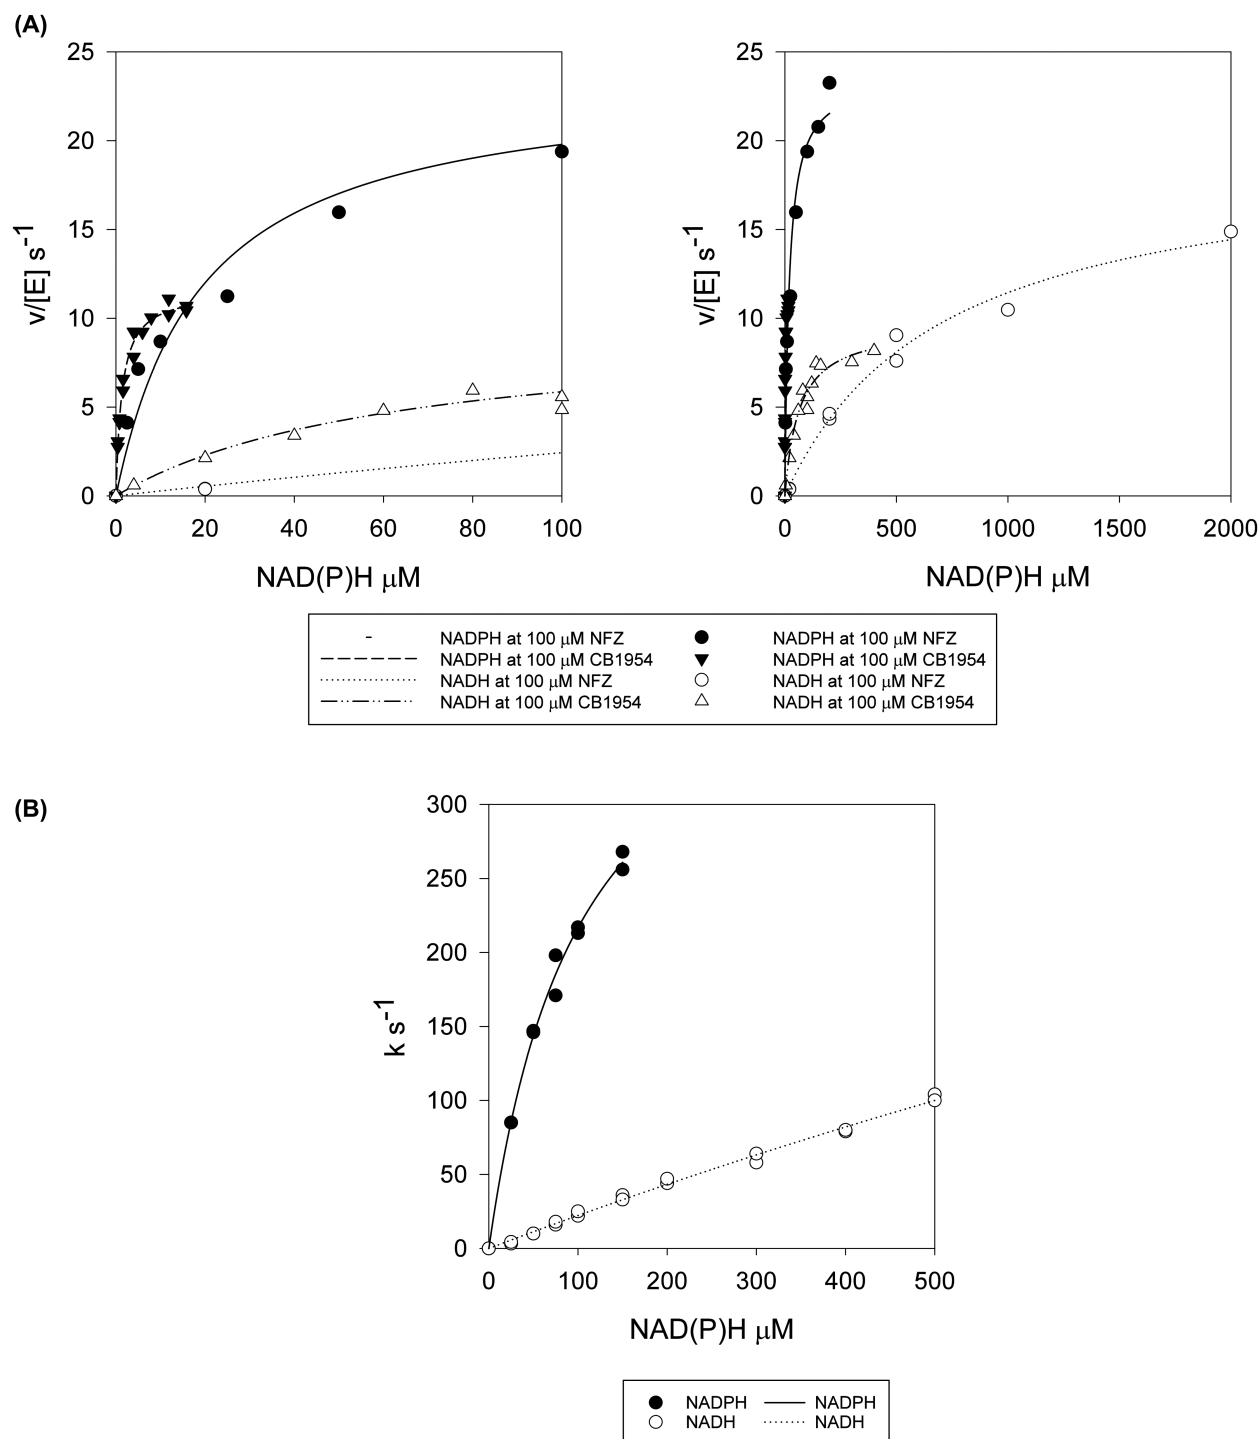 (A)
25
20
15
10
5
0
v/[E] s-1
0 20 40 60 80 100
NAD(P)H μM
25
20
15
10
5
0
v/[E] s-1
0 500 1000 1500 2000
NAD(P)H μM
NADPH at 100 μM NFZ NADPH at 100 μM NFZ
NADPH at 100 μM CB1954 NADPH at 100 μM CB1954
NADH at 100 μM NFZ NADH at 100 μM NFZ
NADH at 100 μM CB1954 NADH at 100 μM CB1954
(B)
300
250
200
150
100
50
0
k s-1
0 100 200 300 400 500
NAD(P)H μM
NADPH NADPH
NADH NADH